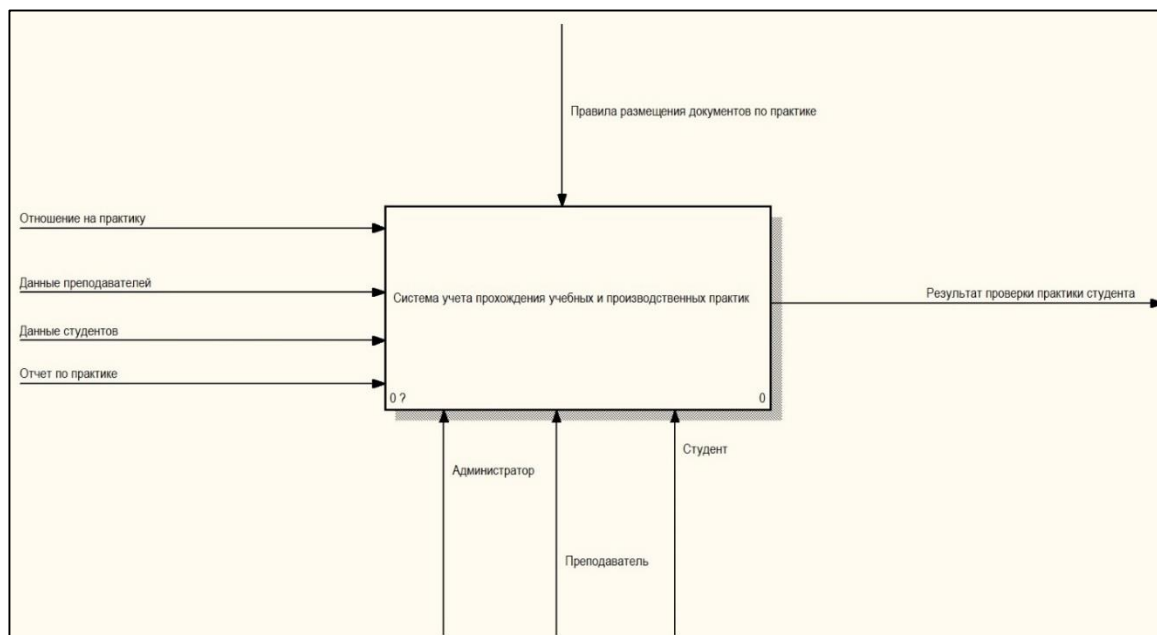 Правила размещения документов по практике
Отношение на практику
Данные преподавателей
Данные студентов
Отчет по практике
Система учета прохождения учебных и производственных практик
0 ?
0
Результат проверки практики студента
Администратор
Преподаватель
Студент